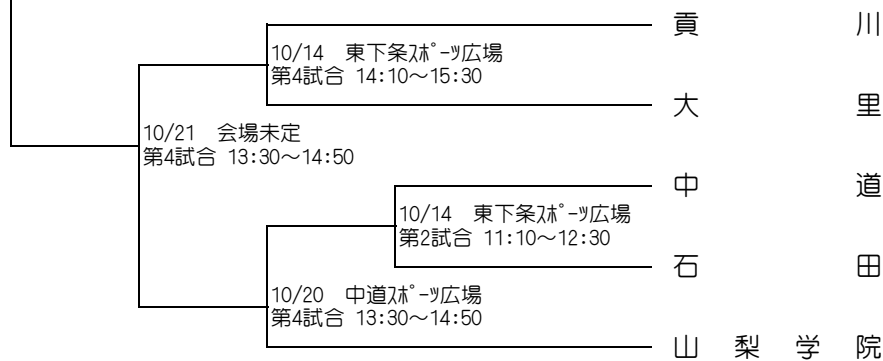 貢川
10/14 東下条ｽﾎﾟｰﾂ広場
第4試合 14:10～15:30
大里
10/21 会場未定
第4試合 13:30～14:50
中道
10/14 東下条ｽﾎﾟｰﾂ広場
第2試合 11:10～12:30
石田
10/20 中道ｽﾎﾟｰﾂ広場
第4試合 13:30～14:50
山梨学院